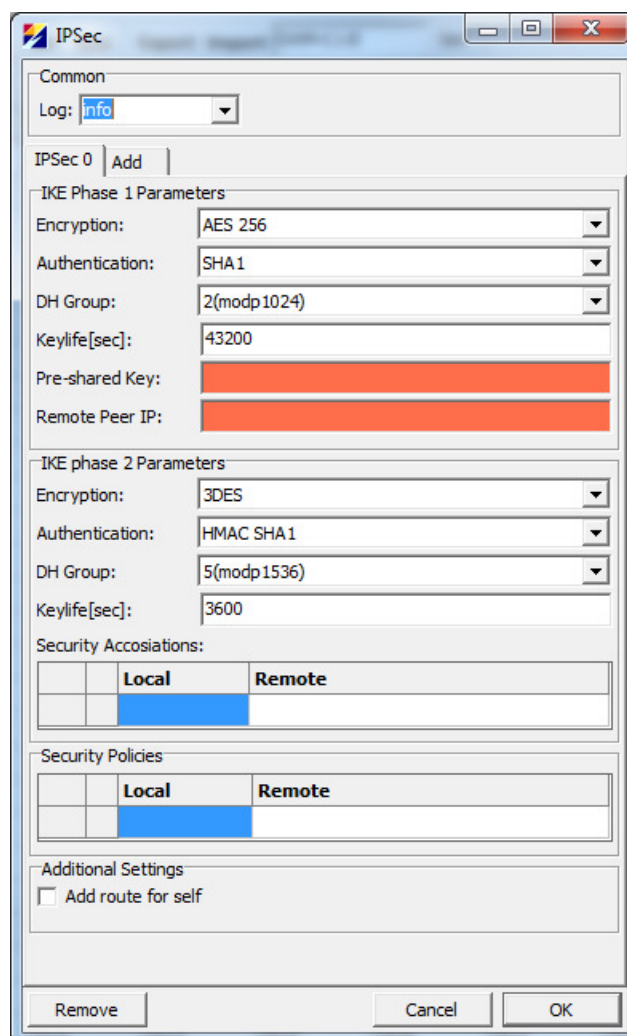 IPSec
Common
Log: info
IPSec 0 Add
IKE Phase 1 Parameters
Encryption: AES 256
Authentication: SHA1
DH Group: 2(modp1024)
Keylife[sec]: 43200
Pre-shared Key:
Remote Peer IP:
IKE phase 2 Parameters
Encryption: 3DES
Authentication: HMAC SHA1
DH Group: 5(modp1536)
Keylife[sec]: 3600
Security Accosiations:
Local Remote
Security Policies
Local Remote
Additional Settings
Add route for self
Remove Cancel OK